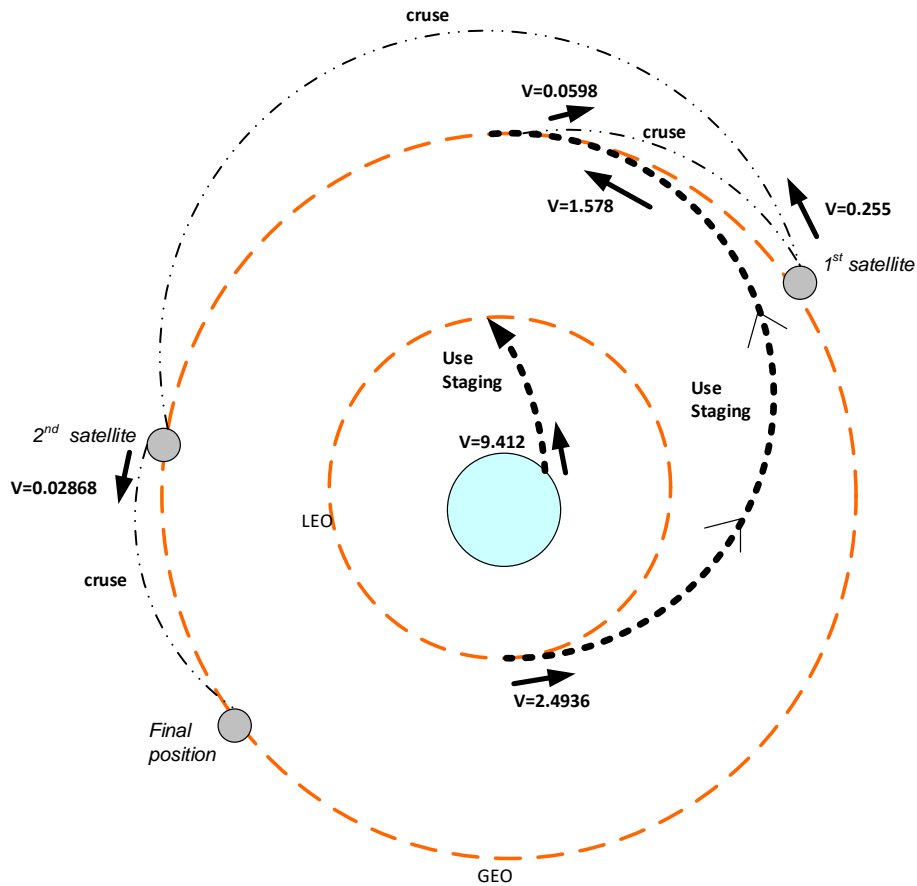 cruse
V=0.0598
cruse
V=1.578
V=0.255
1st satellite
Use
Staging
Use
Staging
2nd satellite
V=9.412
V=0.02868
LEO
cruse
V=2.4936
Final
position
GEO